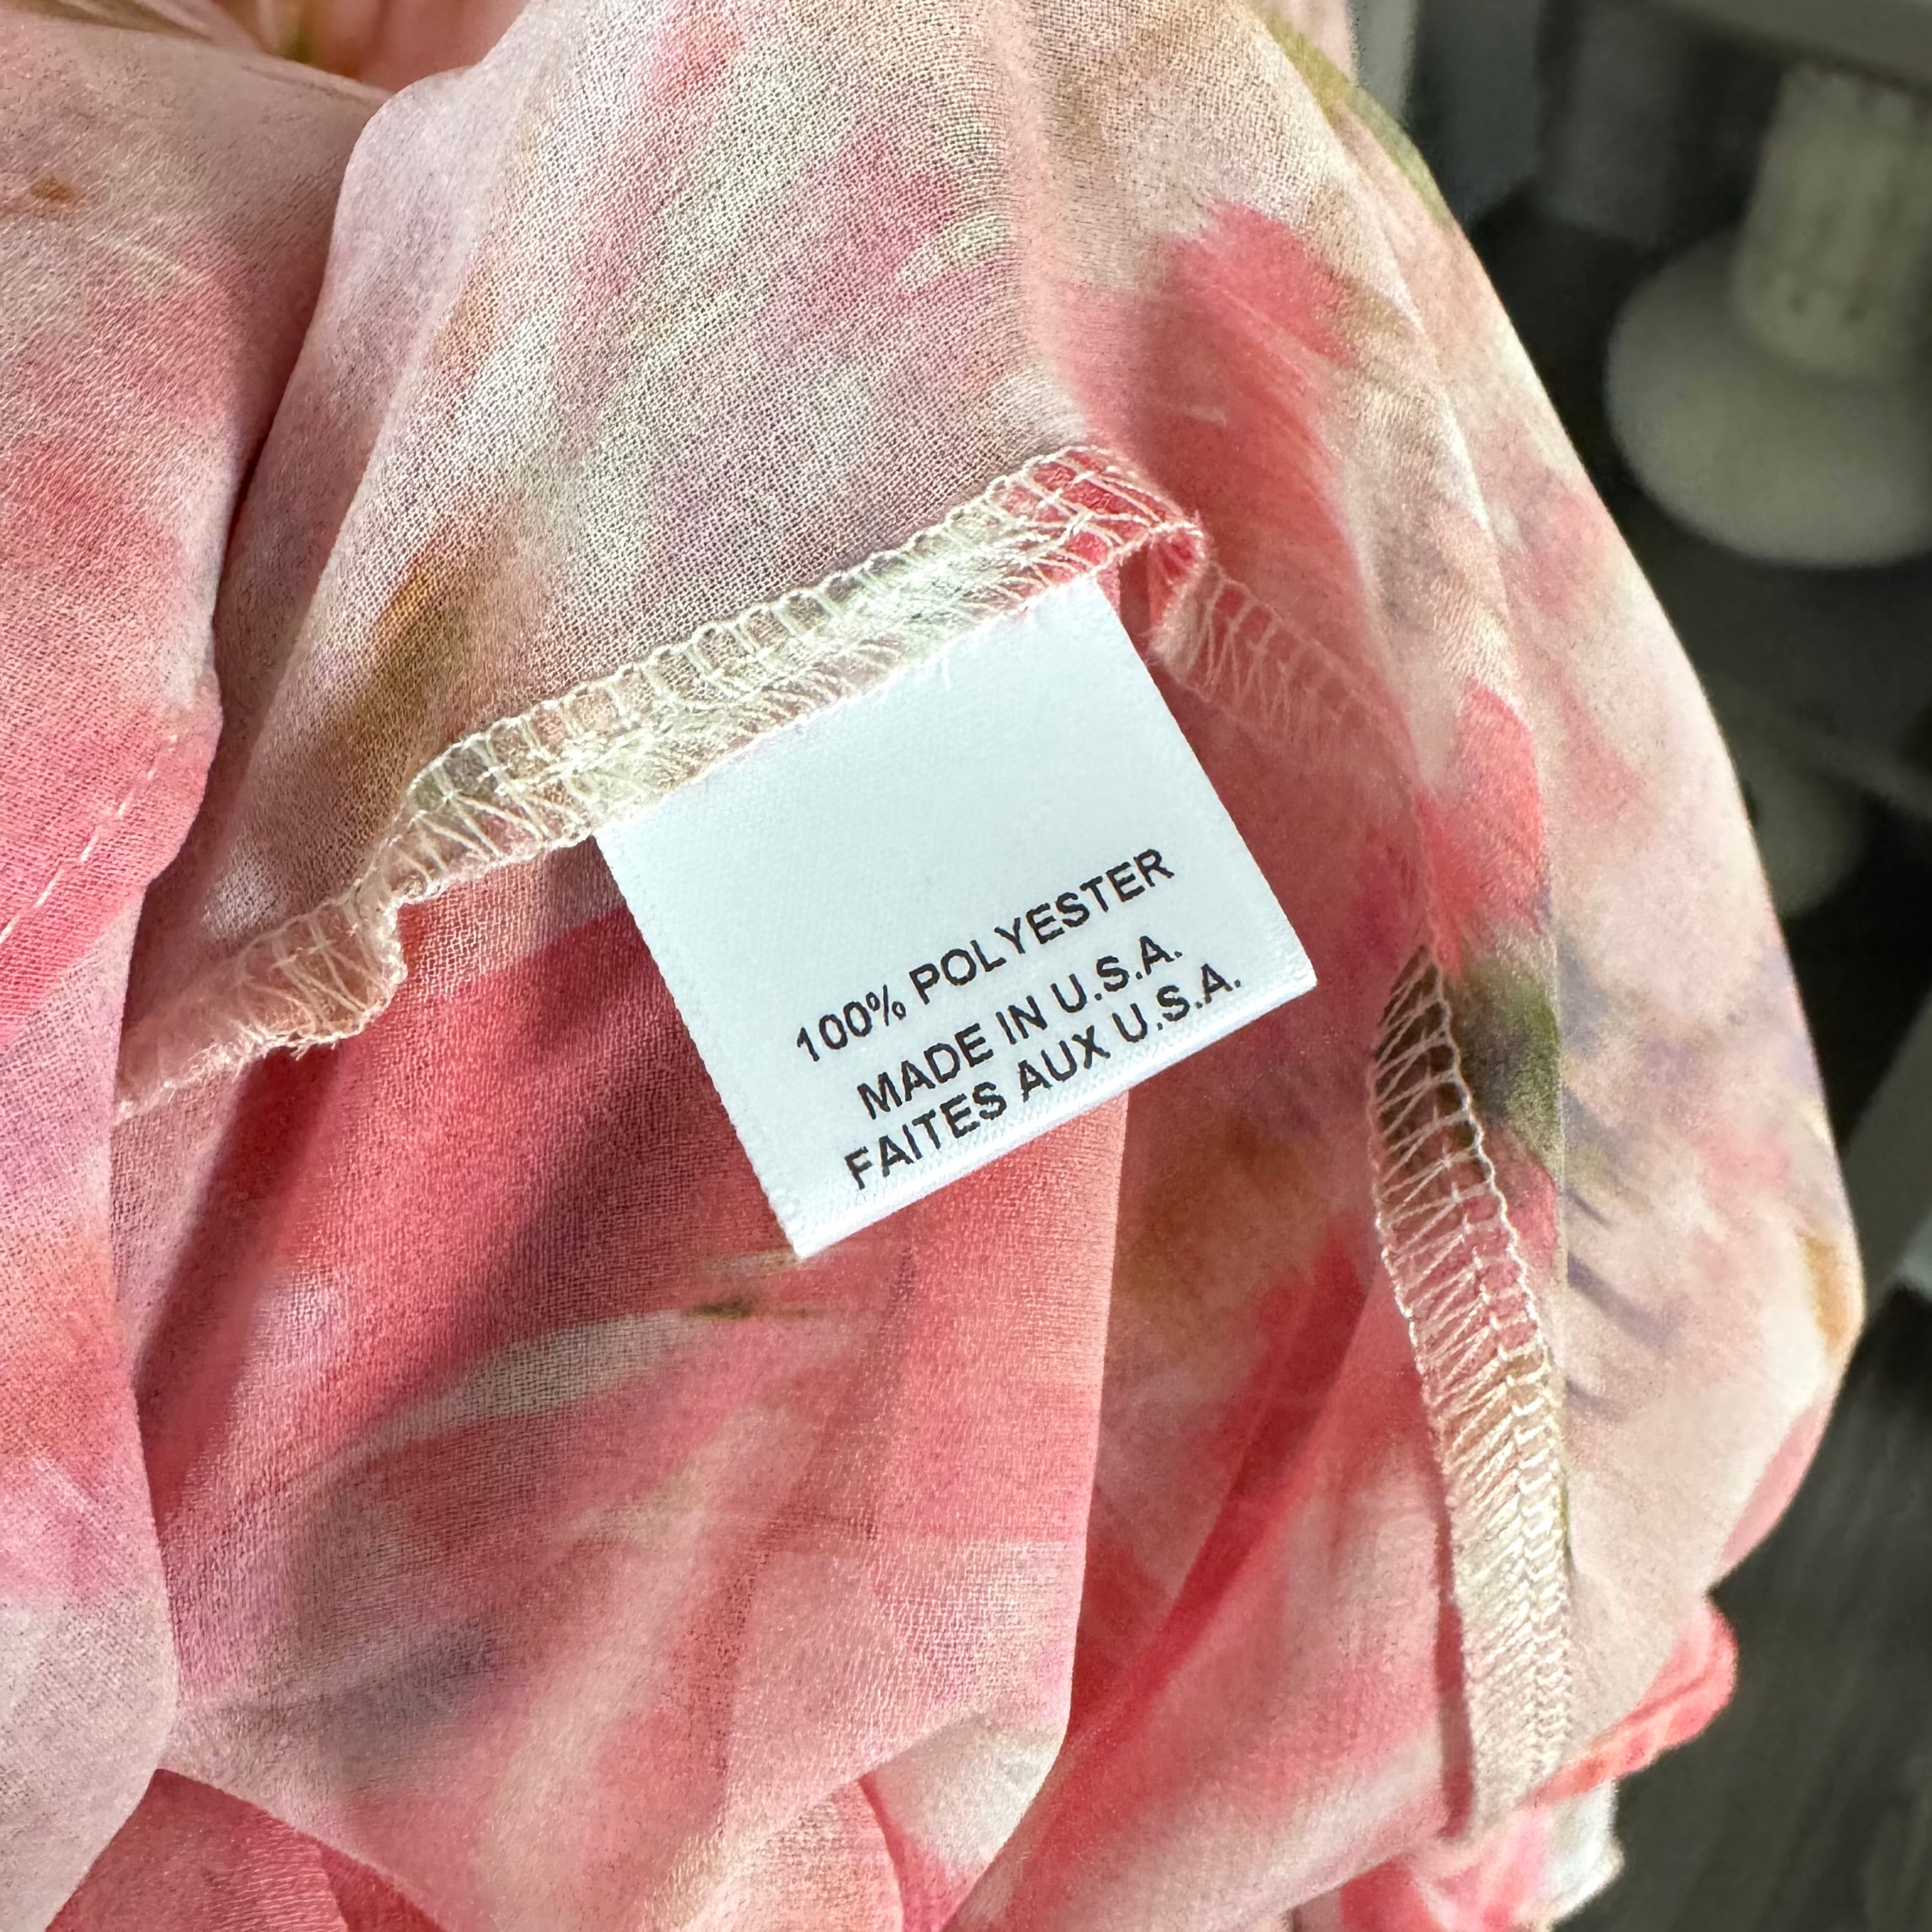 100% POLYESTER
MADE IN U.S.A.
FAITES AUX U.S.A.